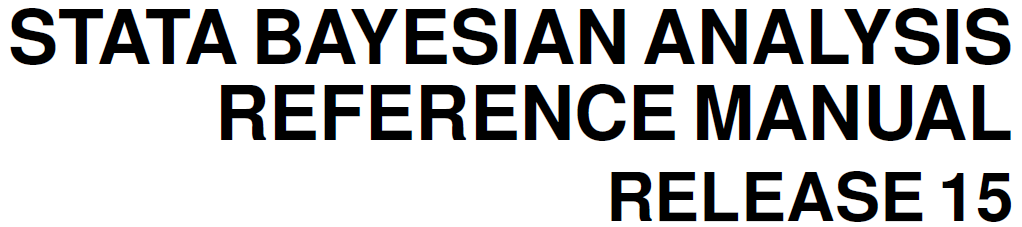 STATA BAYESIAN ANALYSIS
REFERENCE MANUAL
RELEASE 15